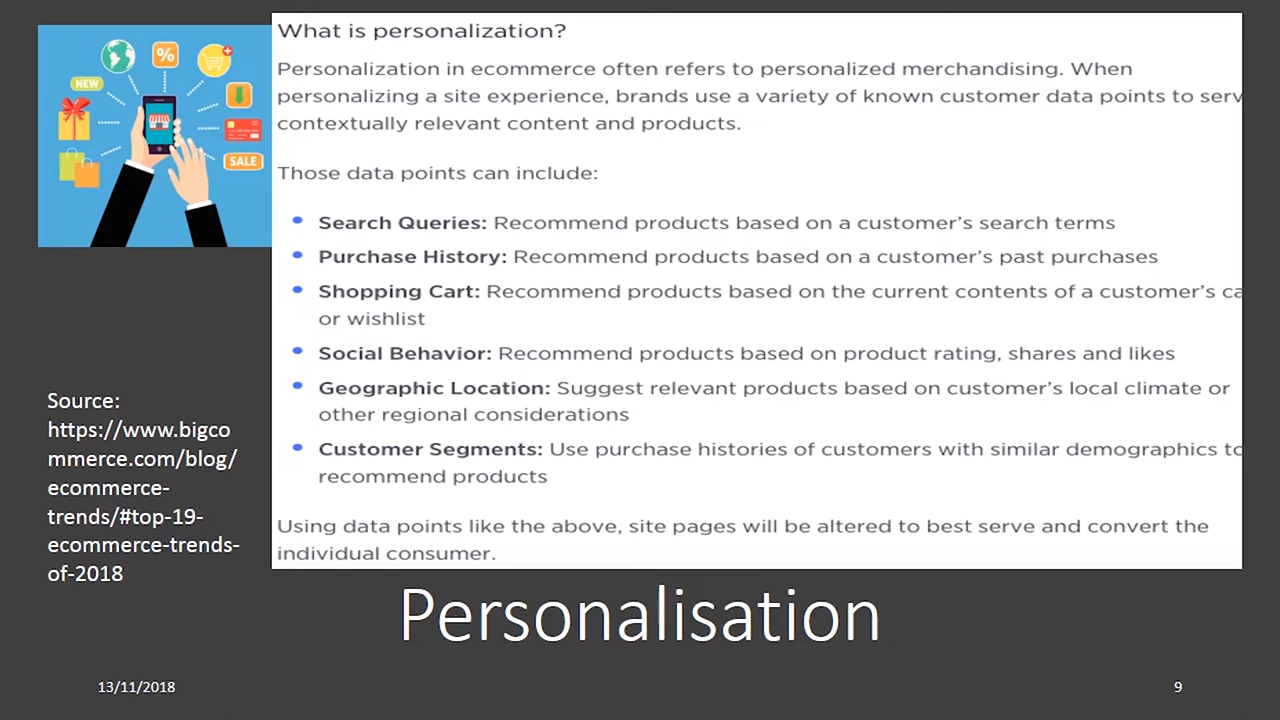 What is personalization?
Personalization in ecommerce often refers to personalized merchandising. When
personalizing a site experience, brands use a variety of known customer data points to serv
contextually relevant content and products.
Those data points can include:
• Search Queries: Recommend products based on a customer's search terms
• Purchase History: Recommend products based on a customer's past purchases
• Shopping Cart: Recommend products based on the current contents of a customer's ca
or wishlist
• Social Behavior: Recommend products based on product rating, shares and likes
• Geographic Location: Suggest relevant products based on customer's local climate or
other regional considerations
• Customer Segments: Use purchase histories of customers with similar demographics to
recommend products
Using data points like the above, site pages will be altered to best serve and convert the
individual consumer.
NEW
%
SALE
Source:
https://www.bigco
mmerce.com/blog/
ecommerce-
trends/#top-19-
ecommerce-trends-
of-2018
Personalisation
13/11/2018
9